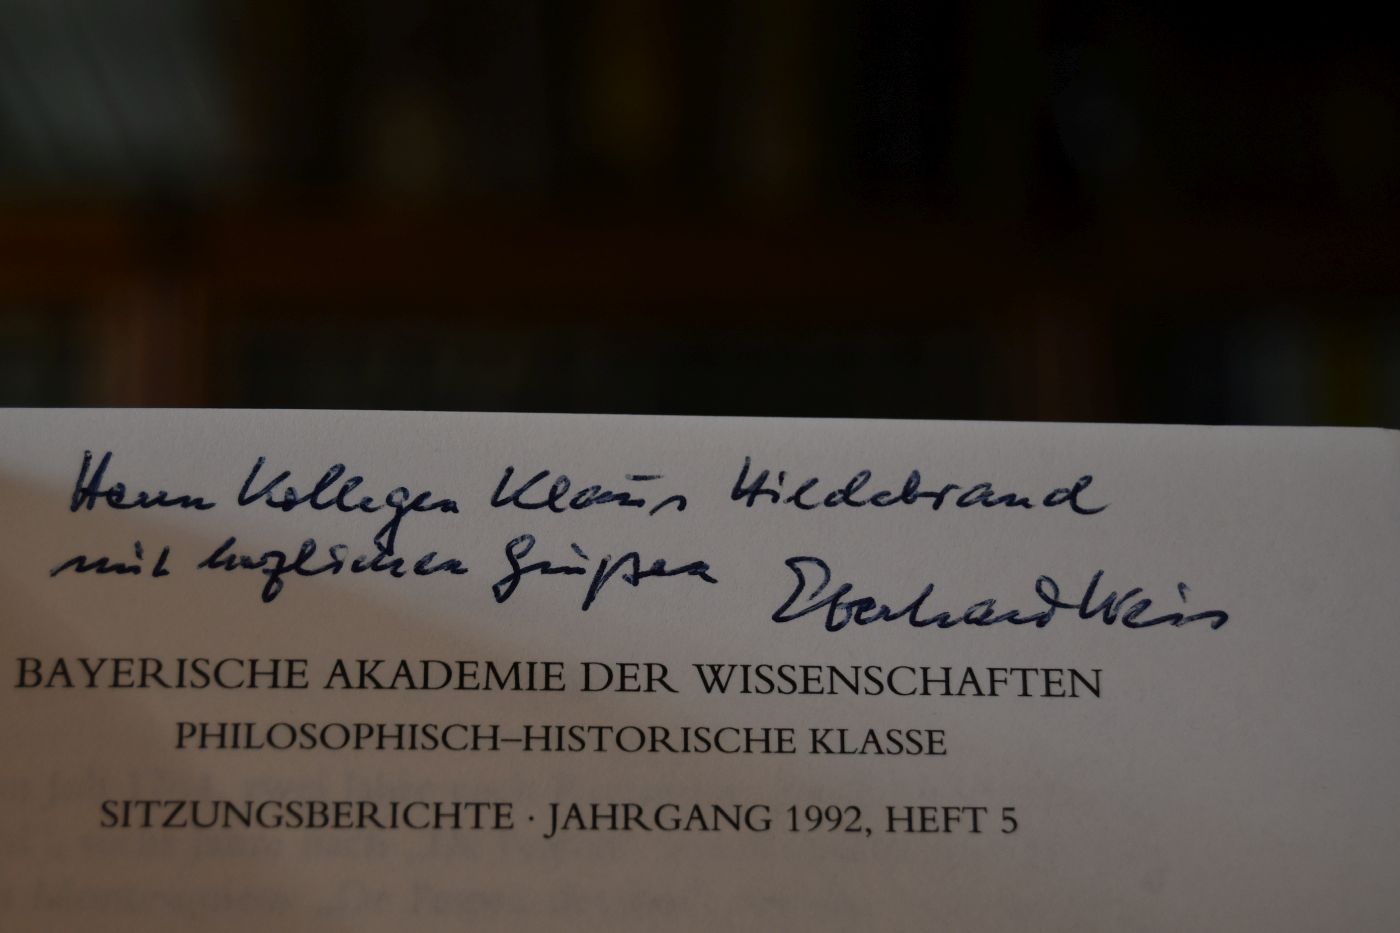 Herrn Kollegen Klaus Hildebrand
mit herzlichen Grüßen Eberhard Weis
BAYERISCHE AKADEMIE DER WISSENSCHAFTEN
PHILOSOPHISCH–HISTORISCHE KLASSE
SITZUNGSBERICHTE · JAHRGANG 1992, HEFT 5